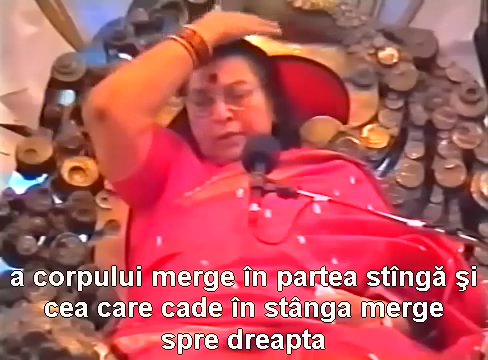 a corpului merge în partea stîngă şi
cea care cade în stânga merge
spre dreapta